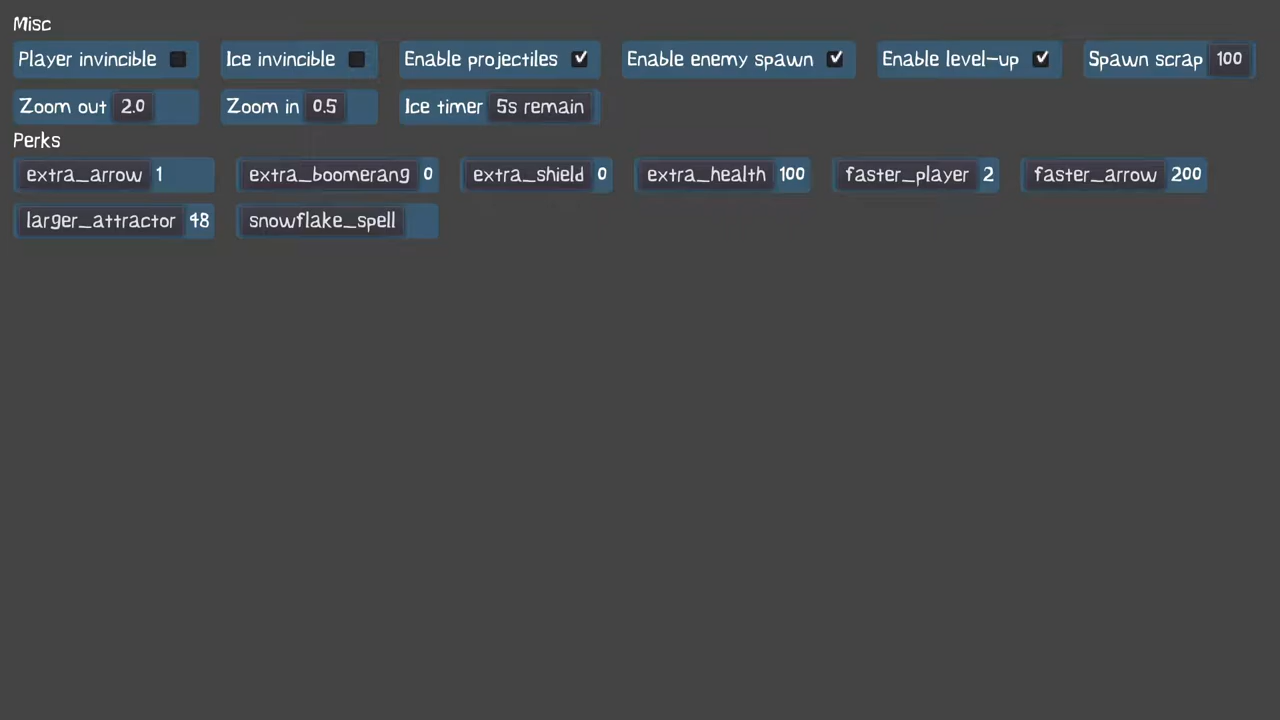 Misc
Player invincible Ice invincible Enable projectiles Enable enemy spawn Enable level-up Spawn scrap 100
Zoom out 2.0 Zoom in 0.5 Ice timer 5s remain
Perks
extra_arrow 1 extra_boomerang 0 extra_shield 0 extra_health 100 faster_player 2 faster_arrow 200
larger_attractor 48 snowflake_spell